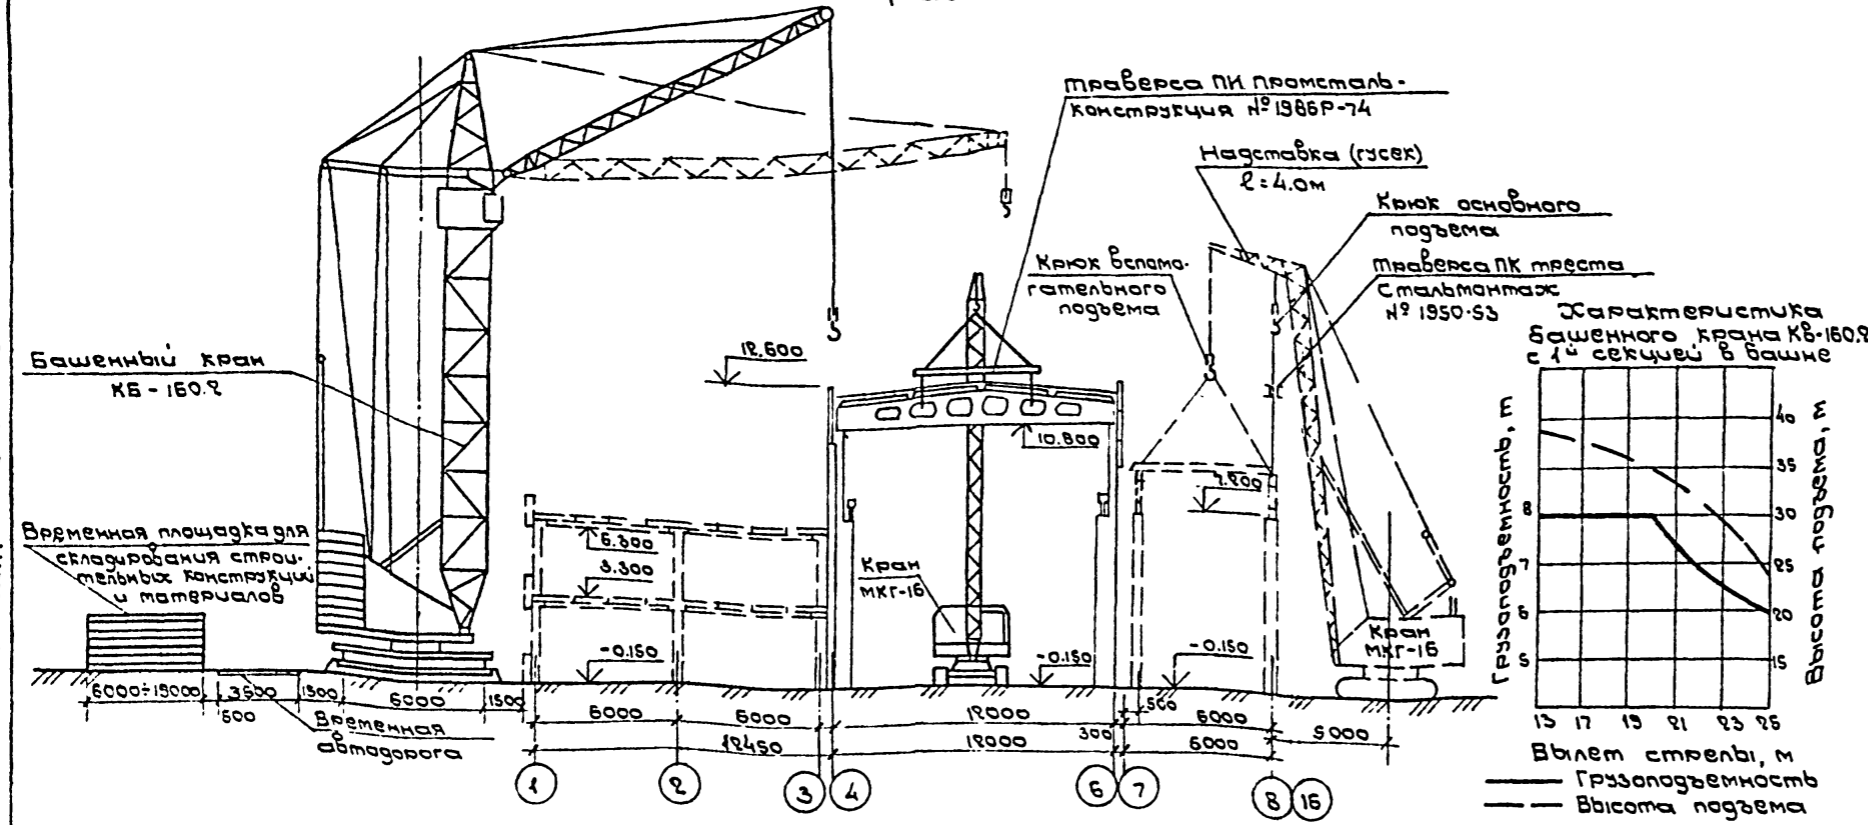 траверса ПИ Промсталь-
конструкция № 1986Р-74
Надставка (гусек)
ℓ=4.0м
Крюк основного
подъема
Крюк вспомо-
гательного
подъема
траверса ПК треста
Стальмонтаж
№ 1950-53
Башенный кран
КБ-160.2
Временная площадка для
складирования строи-
тельных конструкций
и материалов
Временная
автодорога
Кран
МКГ-16
Кран
МКГ-16
12.600
10.800
7.800
6.300
3.300
-0.150
-0.150
-0.150
6000÷15000
3500
1500
6000
1500
500
6000
6000
12000
500
6000
12450
12000
300
6000
5000
1
2
3
4
6
7
8
16
Характеристика
башенного крана КБ-160.2
с 1й секцией в башне
Грузоподъемность, т
8
7
6
5
Высота подъема, м
40
35
30
25
20
15
15 17 19 21 23 25
Вылет стрелы, м
Грузоподъемность
Высота подъема